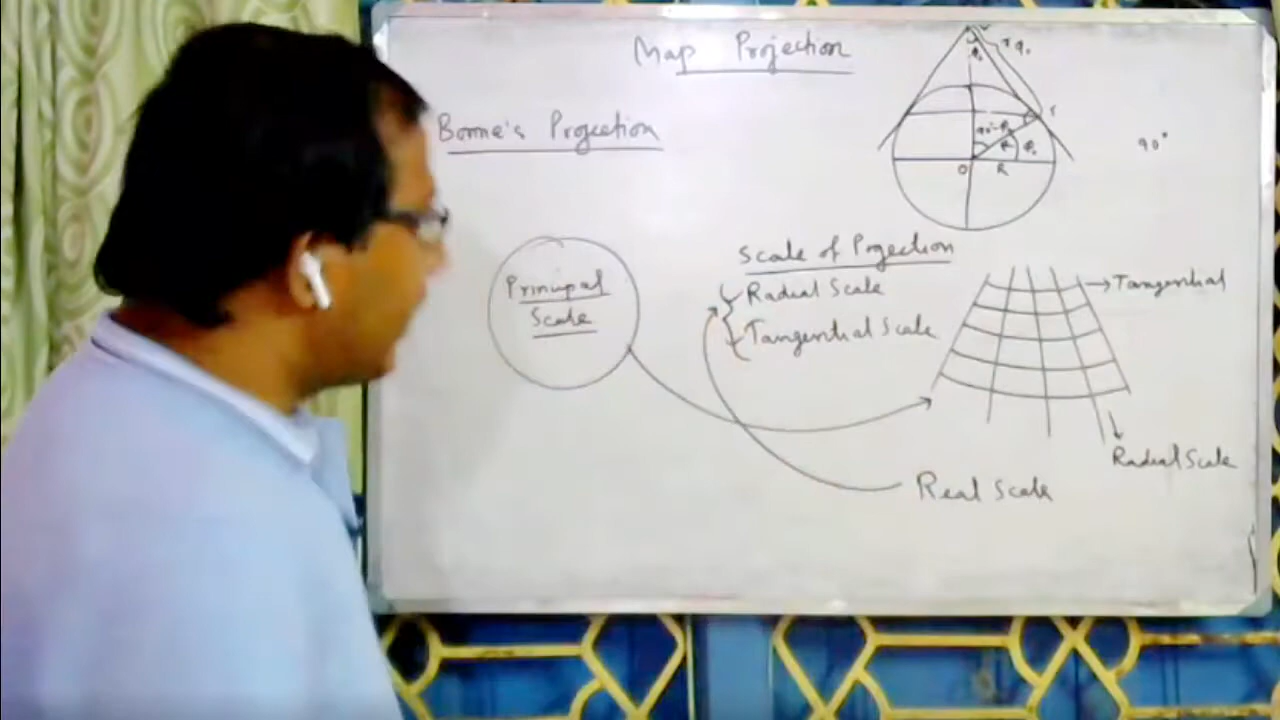 Map Projection
Bonne's Projection
90°
R
O
R
Principal
Scale
Scale of Projection
Radial Scale
Tangential Scale
Tangential
Radial Scale
Real Scale